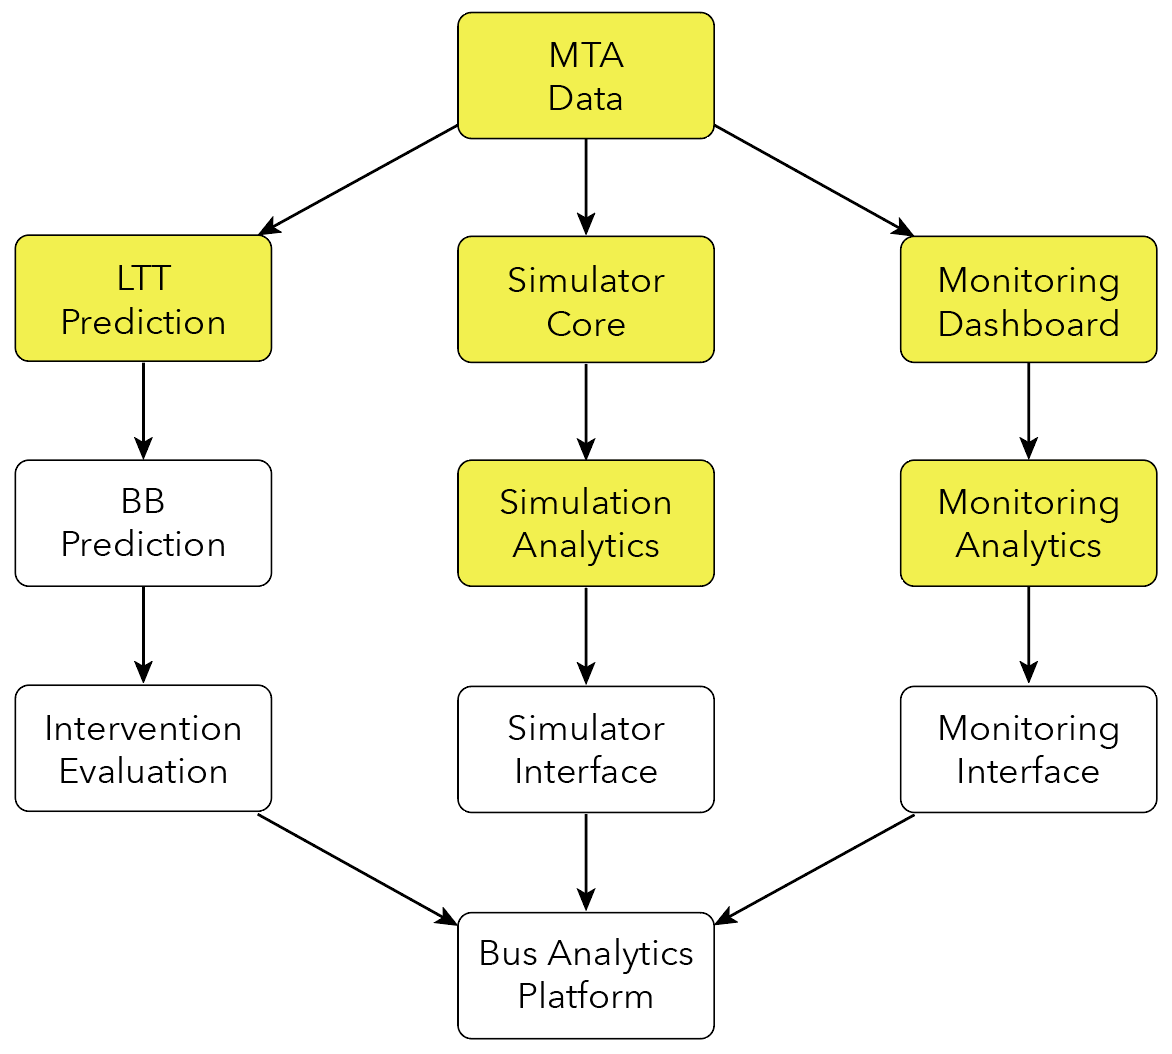 MTA
Data
LTT
Prediction
Simulator
Core
Monitoring
Dashboard
BB
Prediction
Simulation
Analytics
Monitoring
Analytics
Intervention
Evaluation
Simulator
Interface
Monitoring
Interface
Bus Analytics
Platform